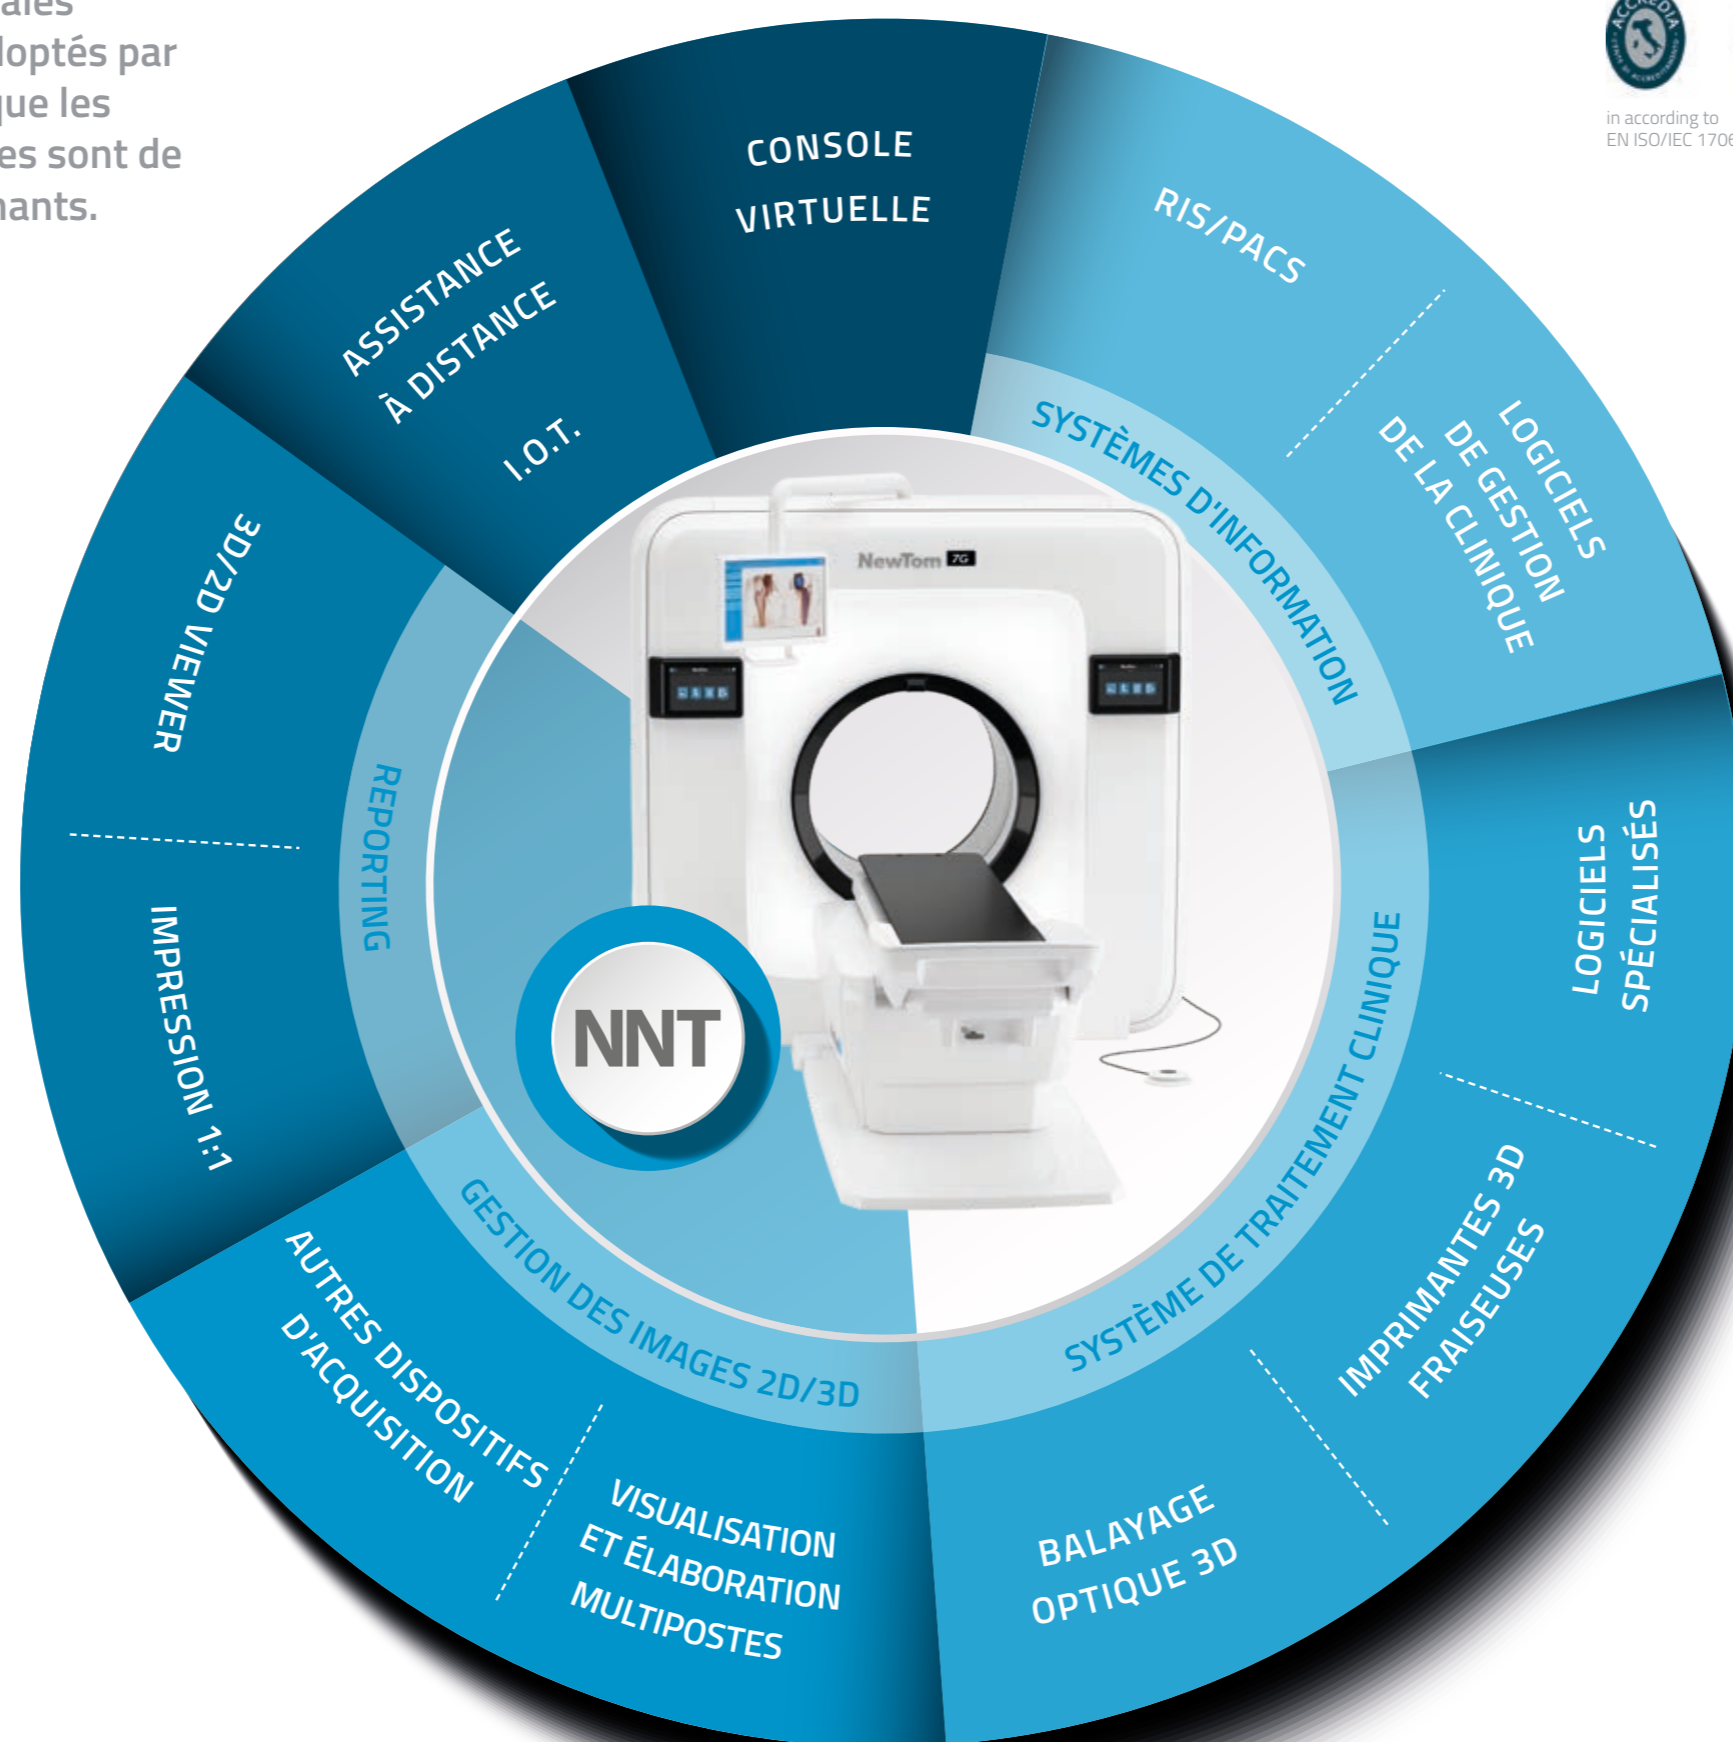 doptés par
que les
es sont de
nants.
ACCREDIA
in according to
EN ISO/IEC 1706
CONSOLE
VIRTUELLE
RIS/PACS
LOGICIELS
DE GESTION
DE LA CLINIQUE
SYSTÈMES D'INFORMATION
LOGICIELS
SPÉCIALISÉS
IMPRIMANTES 3D
FRAISEUSES
BALAYAGE
OPTIQUE 3D
SYSTÈME DE TRAITEMENT CLINIQUE
VISUALISATION
ET ÉLABORATION
MULTIPOSTES
AUTRES DISPOSITIFS
D'ACQUISITION
GESTION DES IMAGES 2D/3D
IMPRESSION 1:1
3D/2D VIEWER
REPORTING
ASSISTANCE
À DISTANCE
I.O.T.
NewTom 7G
NNT